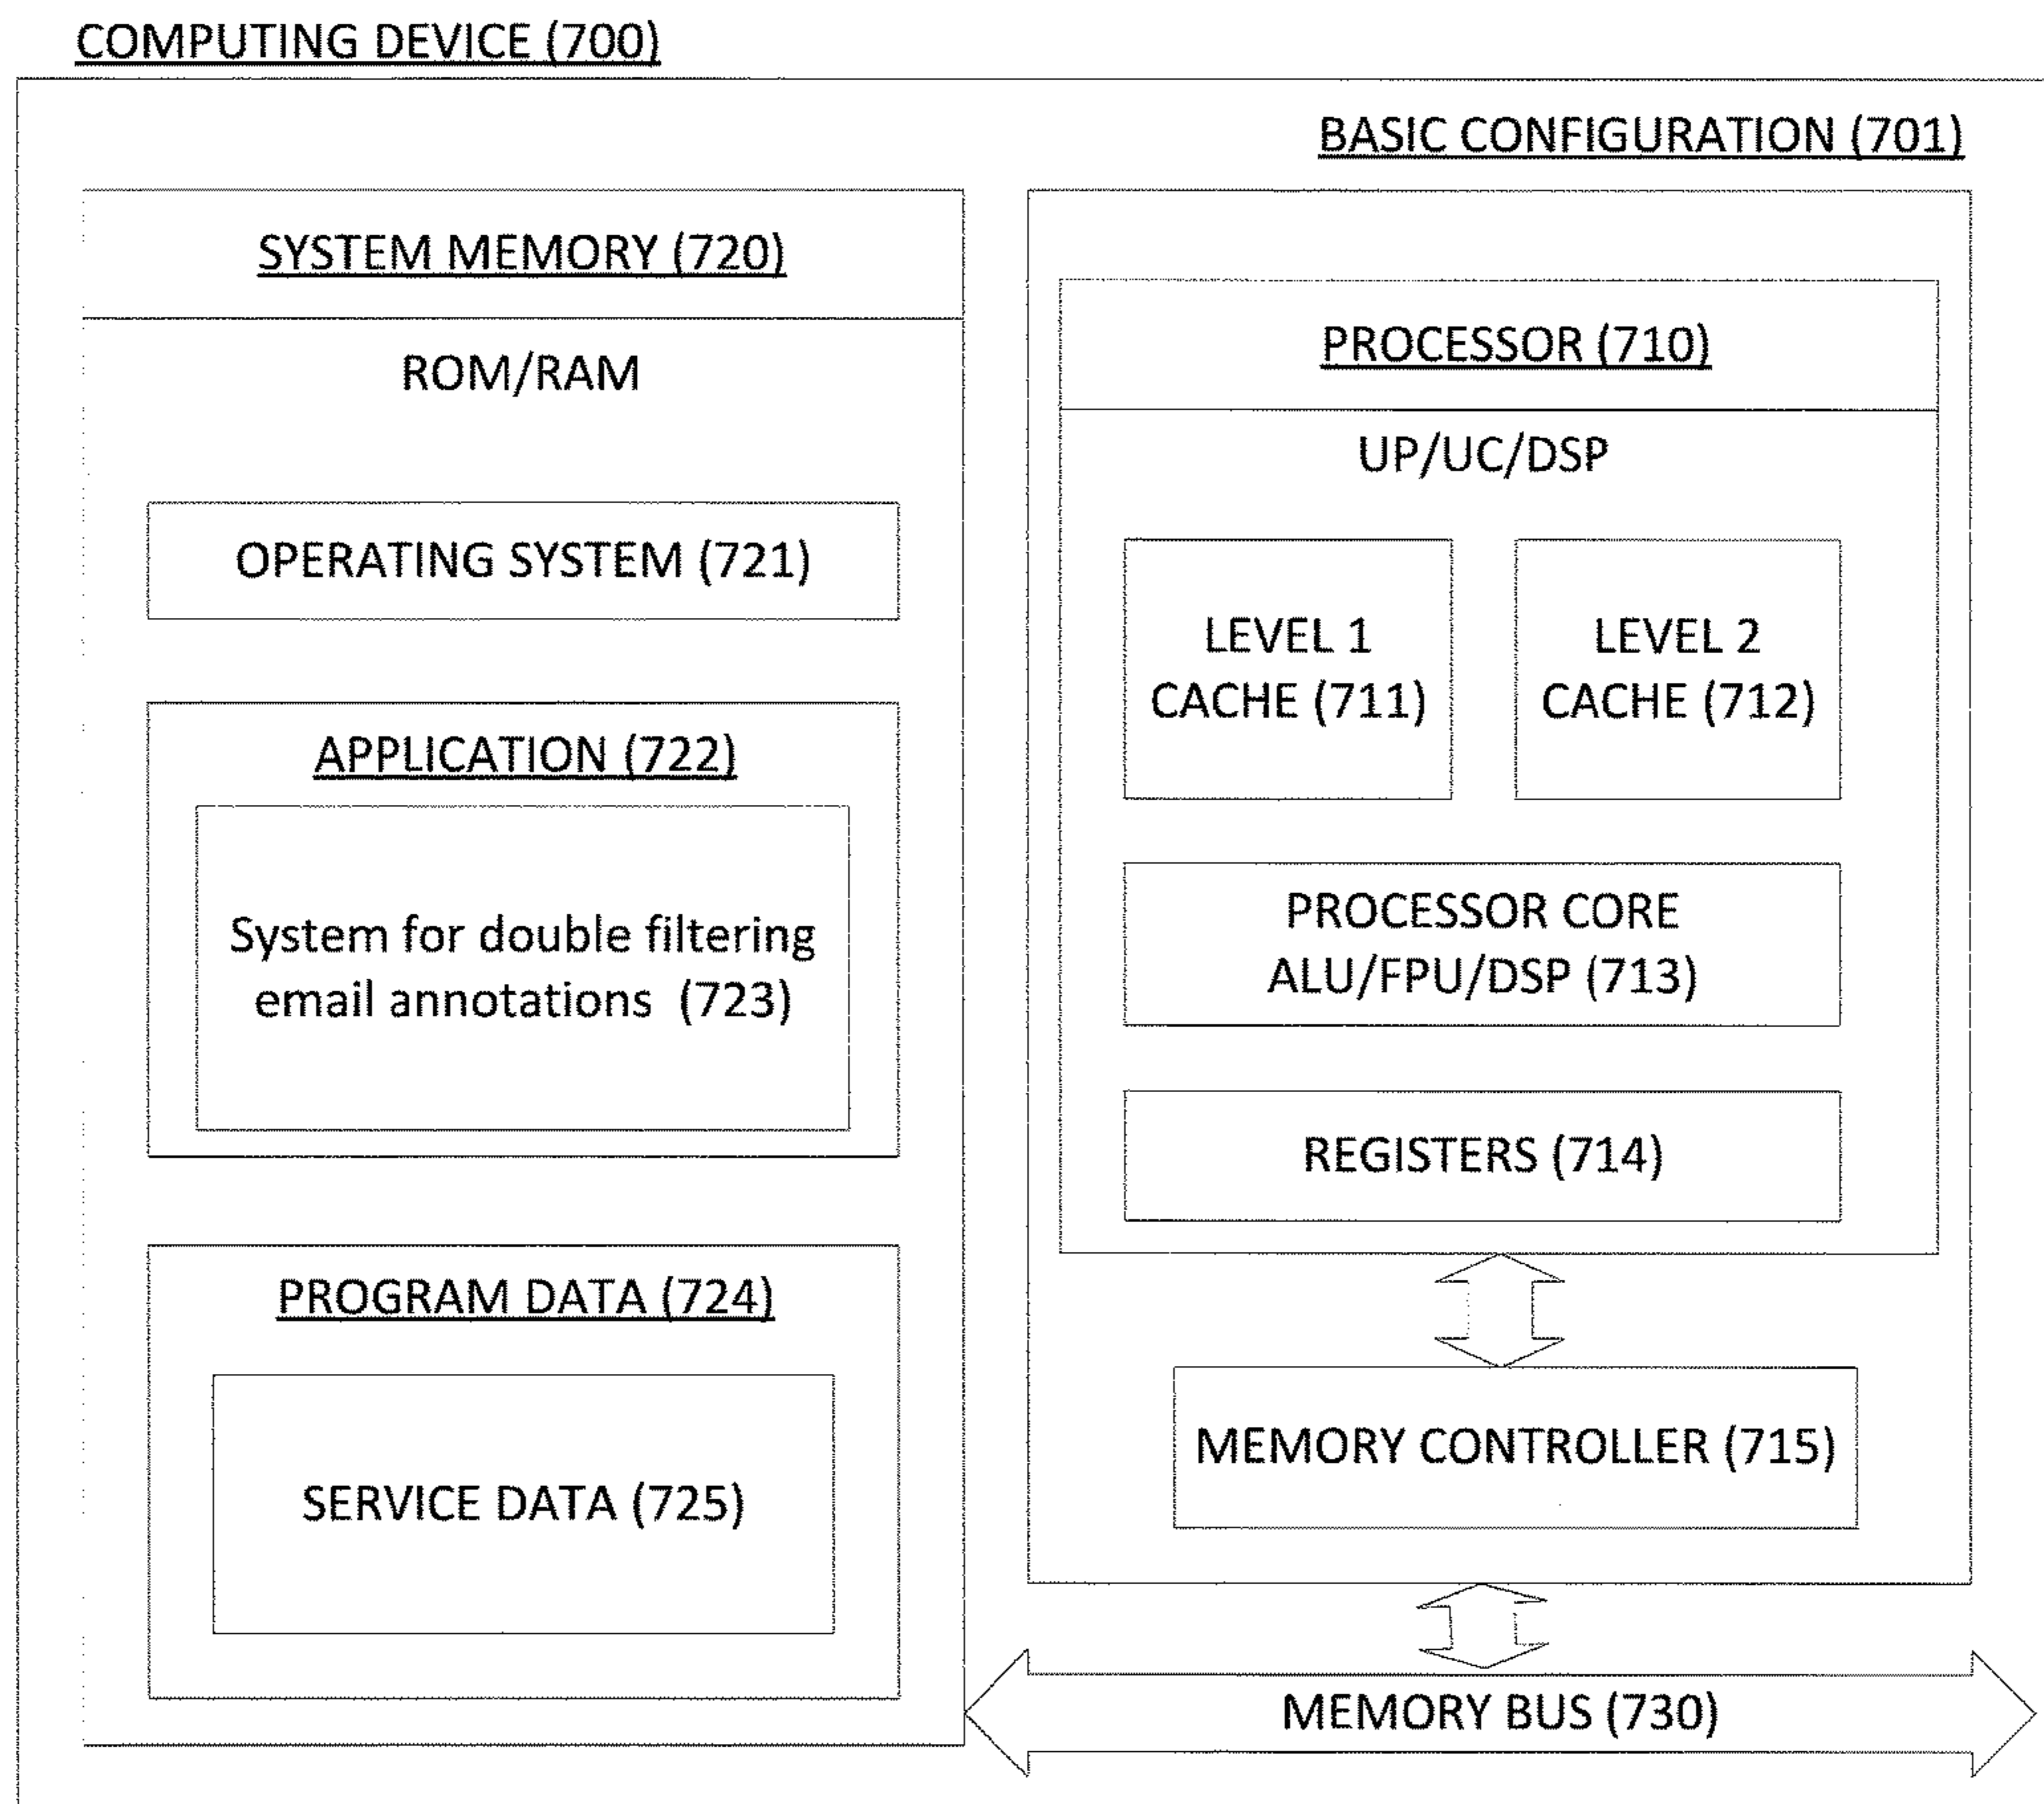 COMPUTING DEVICE (700)
BASIC CONFIGURATION (701)
SYSTEM MEMORY (720)
ROM/RAM
OPERATING SYSTEM (721)
APPLICATION (722)
System for double filtering
email annotations (723)
PROGRAM DATA (724)
SERVICE DATA (725)
PROCESSOR (710)
UP/UC/DSP
LEVEL 1
CACHE (711)
LEVEL 2
CACHE (712)
PROCESSOR CORE
ALU/FPU/DSP (713)
REGISTERS (714)
MEMORY CONTROLLER (715)
MEMORY BUS (730)